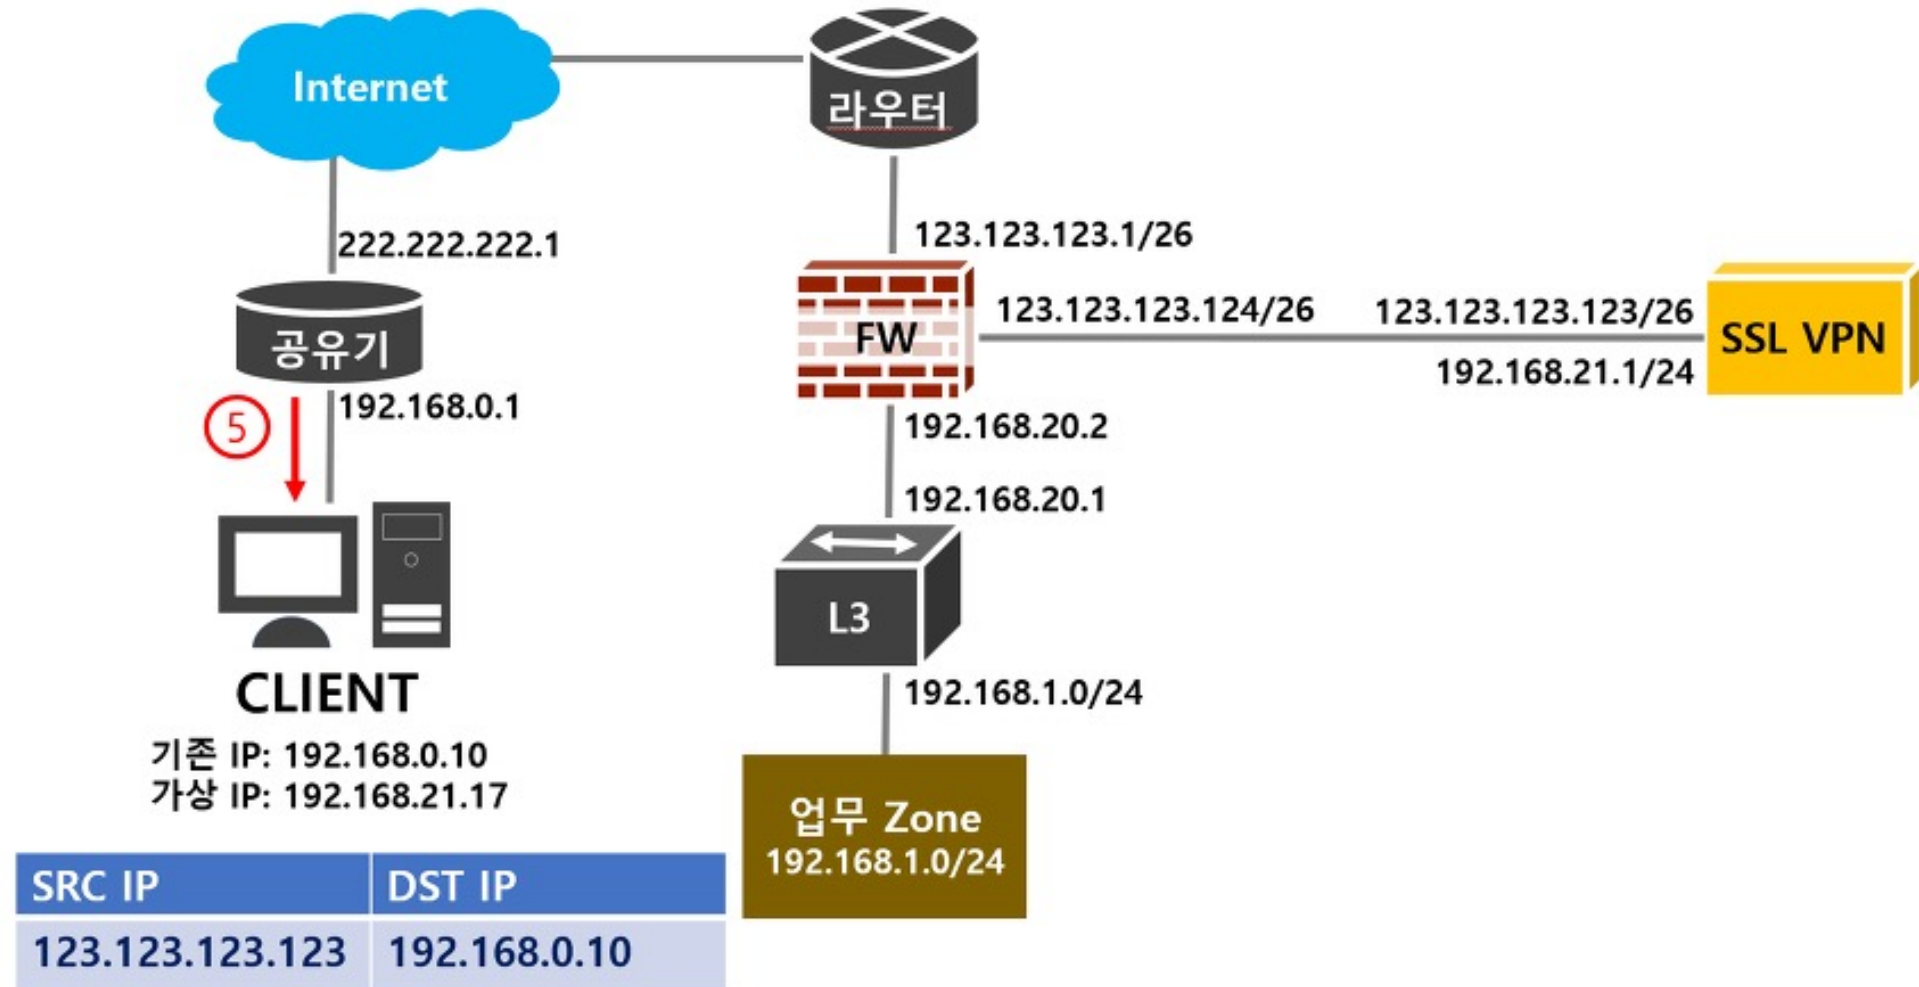 Internet
라우터
222.222.222.1
123.123.123.1/26
공유기
FW
123.123.123.124/26
123.123.123.123/26
SSL VPN
192.168.21.1/24
192.168.0.1
5
192.168.20.2
192.168.20.1
L3
CLIENT
192.168.1.0/24
기존 IP: 192.168.0.10
가상 IP: 192.168.21.17
업무 Zone
192.168.1.0/24
SRC IP
DST IP
123.123.123.123
192.168.0.10